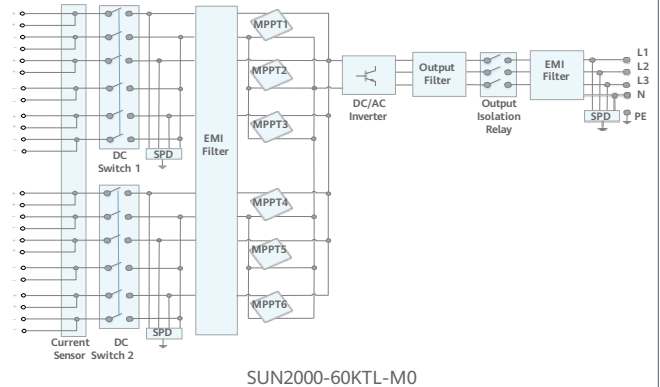 MPPT1
MPPT2
MPPT3
MPPT4
MPPT5
MPPT6
EMI
Filter
DC
Switch 1
SPD
Current
Sensor
DC
Switch 2
SPD
DC/AC
Inverter
Output
Filter
Output
Isolation
Relay
EMI
Filter
L1
L2
L3
N
PE
SPD
SUN2000-60KTL-M0